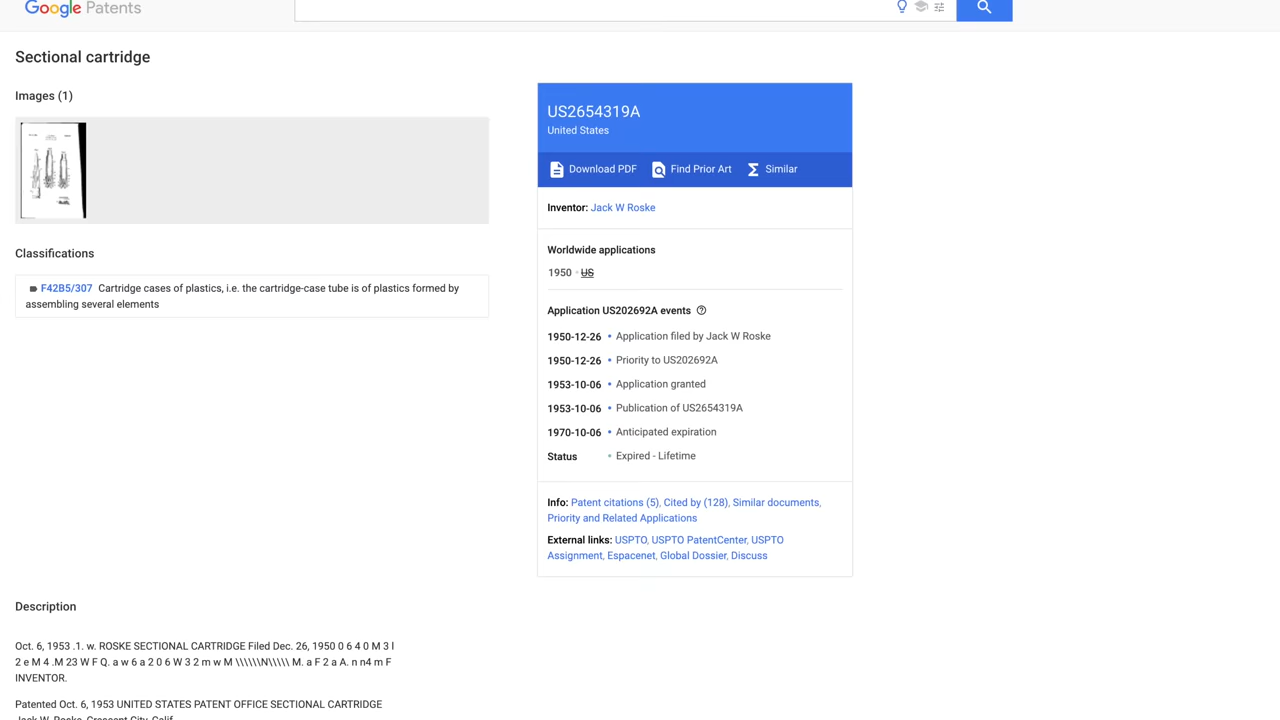 Google Patents
Sectional cartridge
Images (1)
US2654319A
United States
Download PDF Find Prior Art Similar
Inventor: Jack W Roske
Classifications
Worldwide applications
1950 · US
F42B5/307 Cartridge cases of plastics, i.e. the cartridge-case tube is of plastics formed by
assembling several elements
Application US202692A events
1950-12-26 • Application filed by Jack W Roske
1950-12-26 • Priority to US202692A
1953-10-06 • Application granted
1953-10-06 • Publication of US2654319A
1970-10-06 • Anticipated expiration
Status • Expired - Lifetime
Info: Patent citations (5), Cited by (128), Similar documents,
Priority and Related Applications
External links: USPTO, USPTO PatentCenter, USPTO
Assignment, Espacenet, Global Dossier, Discuss
Description
Oct. 6, 1953 .1. w. ROSKE SECTIONAL CARTRIDGE Filed Dec. 26, 1950 0 6 4 0 M 3 l
2 e M 4 .M 23 W F Q. a w 6 a 2 0 6 W 3 2 m w M \\\\\\N\\\\\ M. a F 2 a A. n n4 m F
INVENTOR.
Patented Oct. 6, 1953 UNITED STATES PATENT OFFICE SECTIONAL CARTRIDGE
Jack W. Roske, Crescent City, Calif